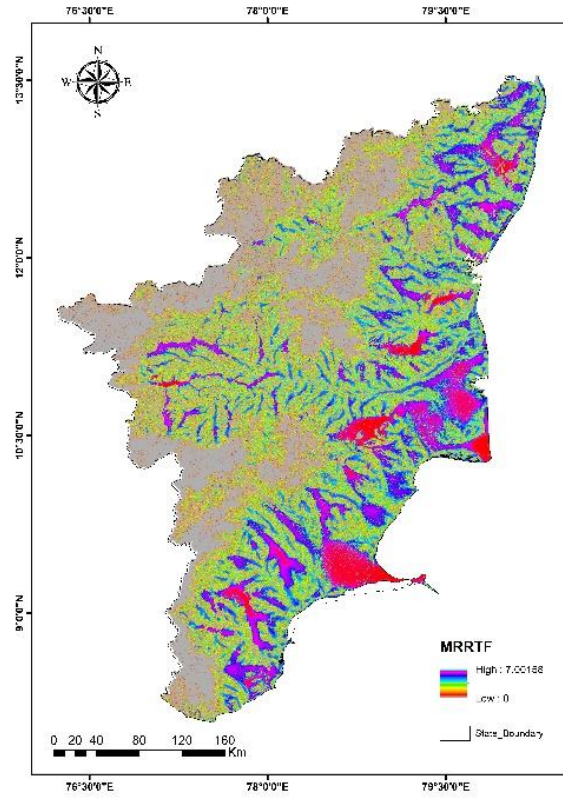 76°30'0"E 78°0'0"E 79°30'0"E
13°30'0"N
N
W E
S
12°0'0"N
10°30'0"N
9°0'0"N
MRRTF
High : 7.00158
Low : 0
State_Boundary
0 20 40 80 120 160
Km
76°30'0"E 78°0'0"E 79°30'0"E